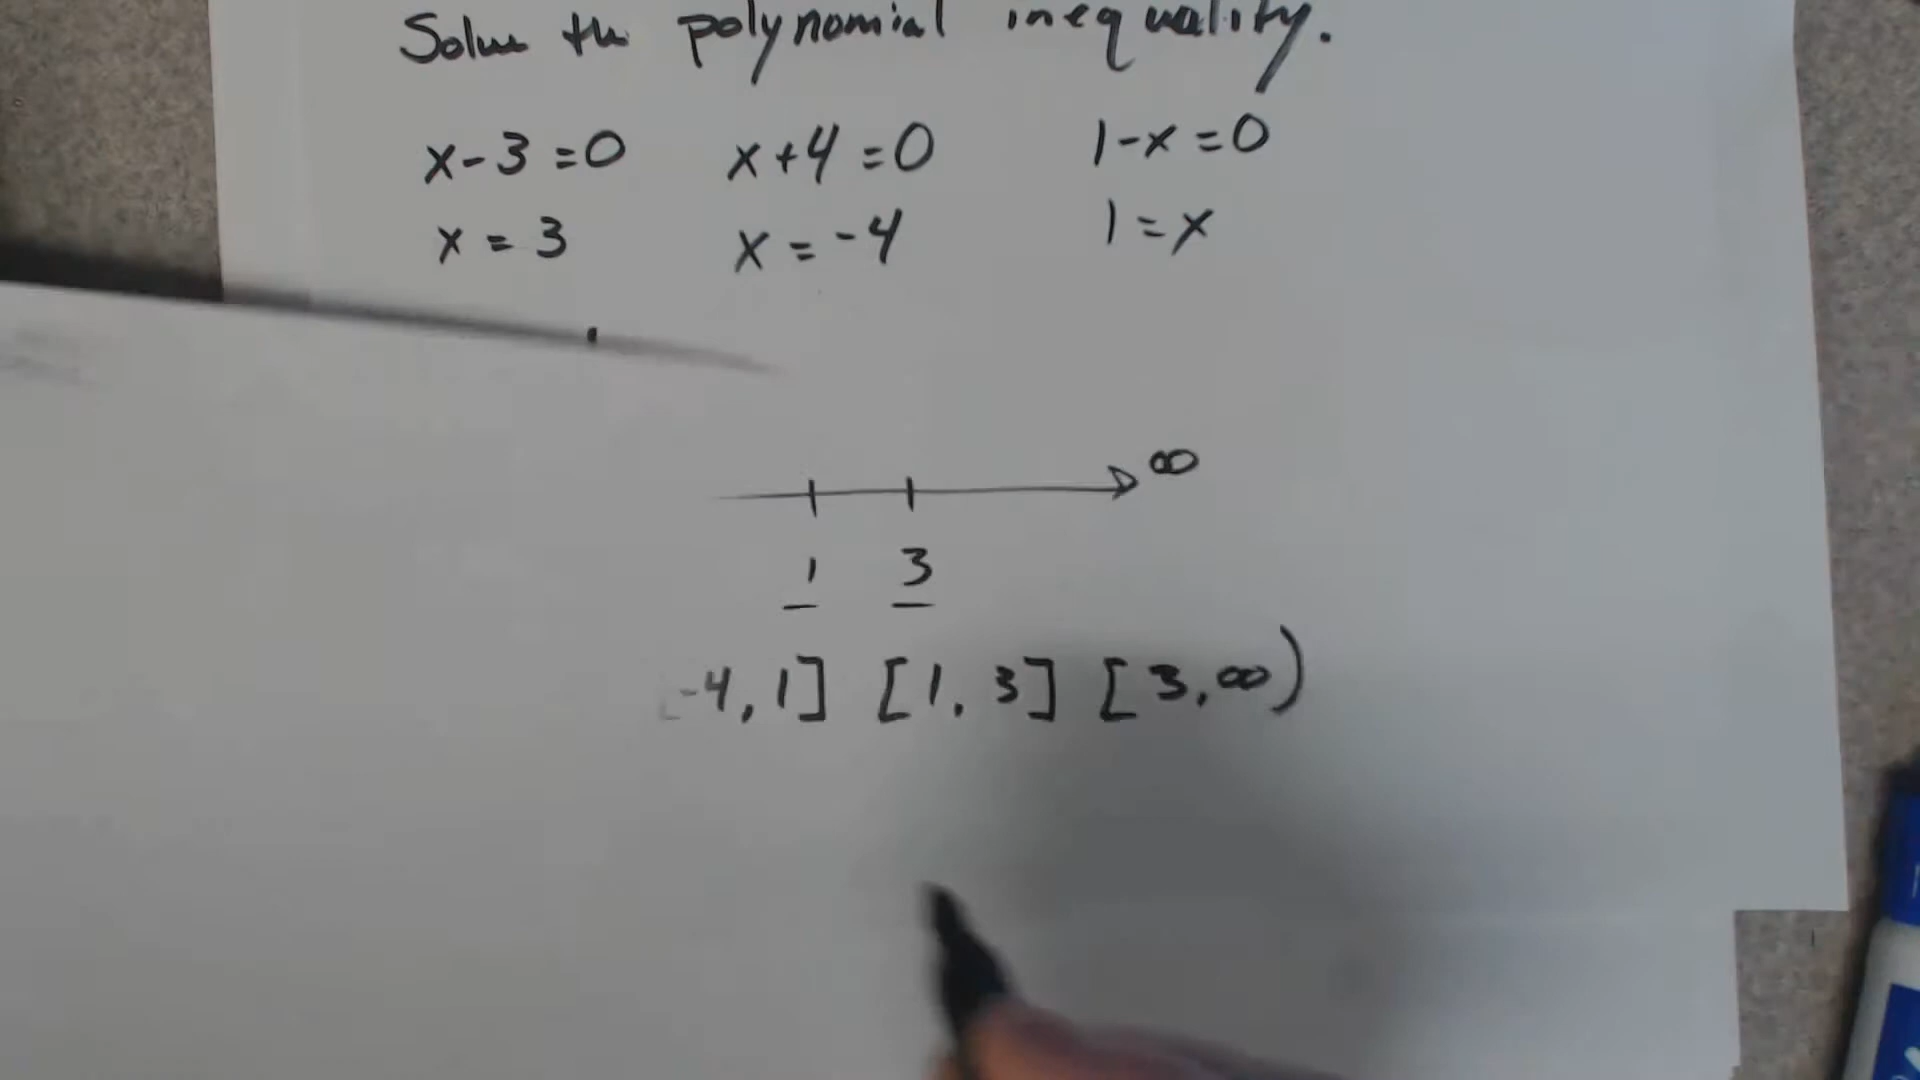 Solve the polynomial inequality.
x-3=0 x+4=0 1-x=0
x=3 x=-4 1=x
∞
1 3
[-4,1] [1,3] [3,∞)